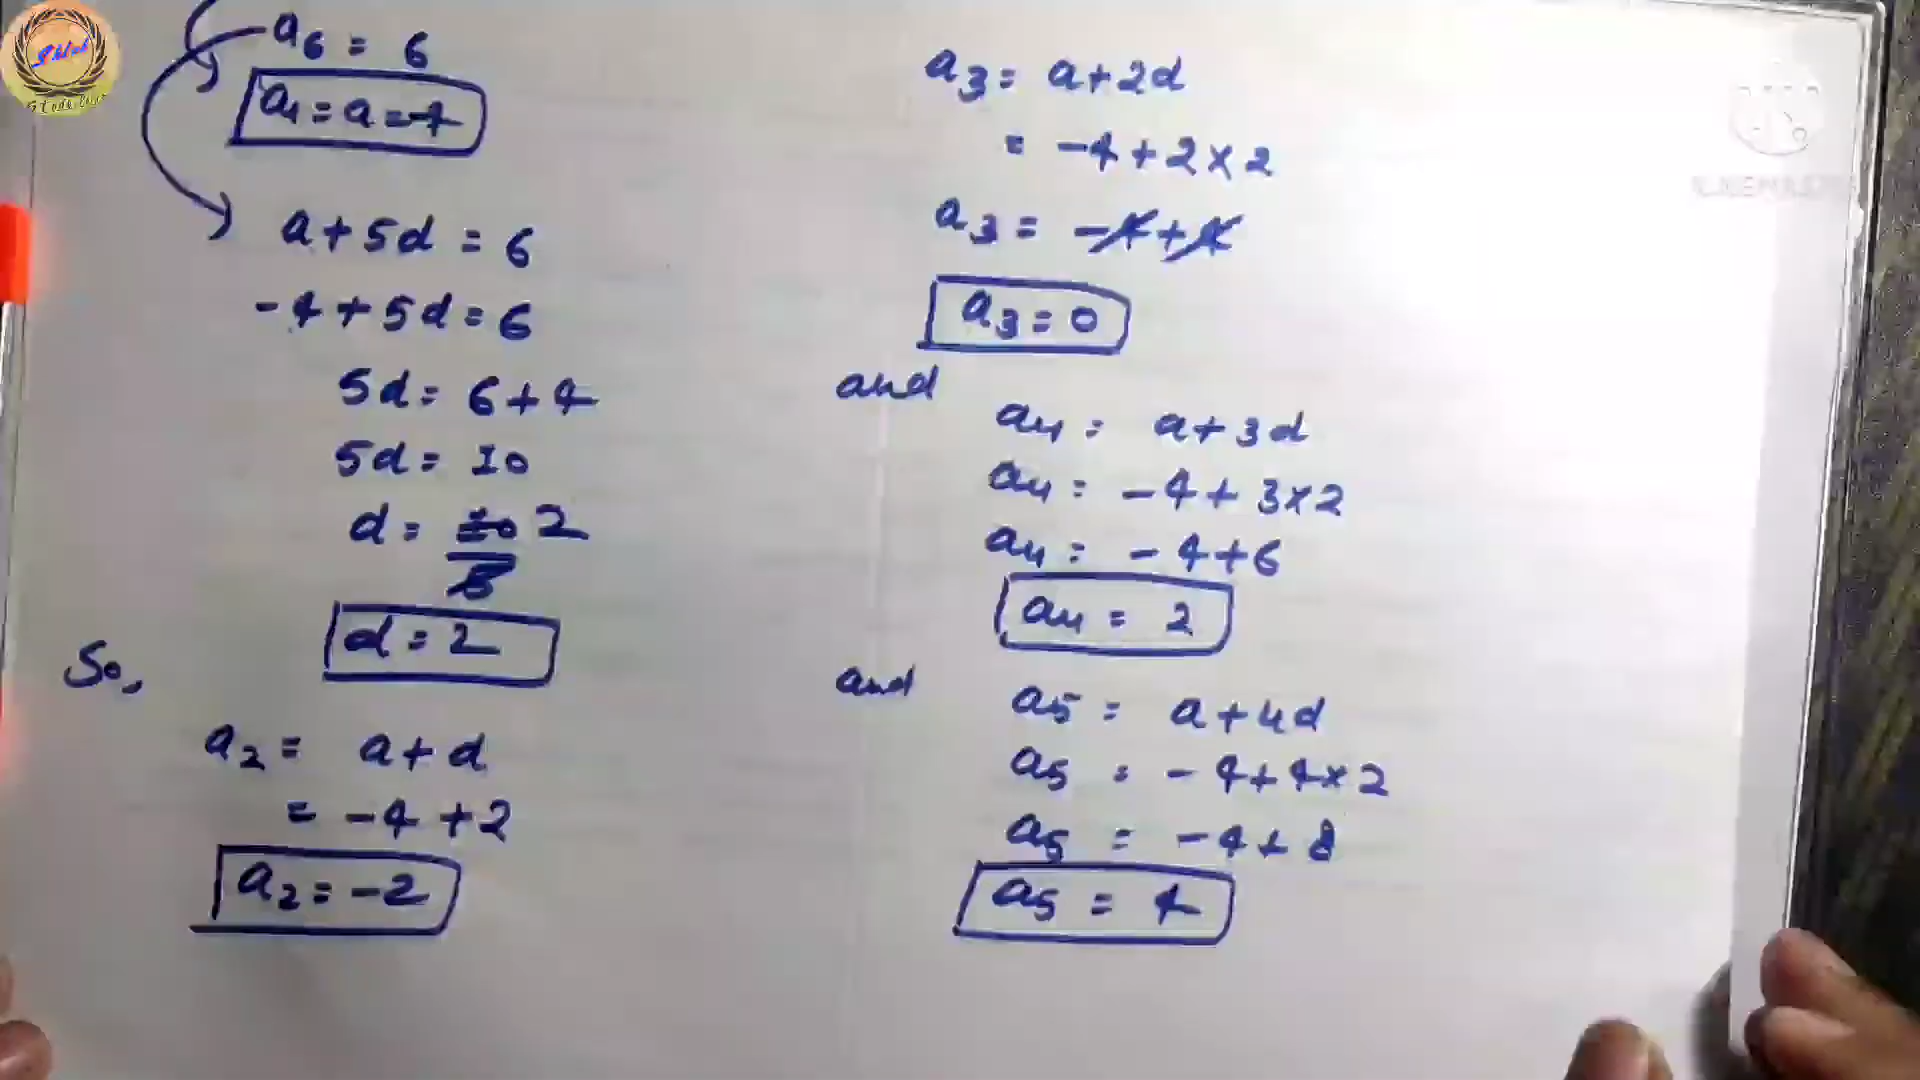 a6 = 6
a1 = a = -4
a + 5d = 6
-4 + 5d = 6
5d = 6 + 4
5d = 10
d = 10/5 2
d = 2
So,
a2 = a + d
= -4 + 2
a2 = -2
a3 = a + 2d
= -4 + 2 × 2
a3 = -4 + 4
a3 = 0
and
a4 = a + 3d
a4 = -4 + 3 × 2
a4 = -4 + 6
a4 = 2
and
a5 = a + 4d
a5 = -4 + 4 × 2
a5 = -4 + 8
a5 = 4